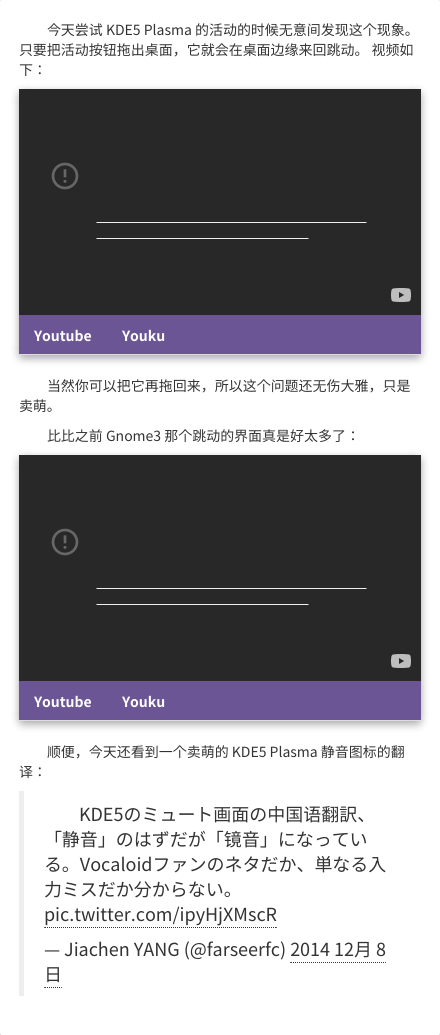 今天尝试 KDE5 Plasma 的活动的时候无意间发现这个现象。
只要把活动按钮拖出桌面，它就会在桌面边缘来回跳动。 视频如
下：
Youtube Youku
当然你可以把它再拖回来，所以这个问题还无伤大雅，只是
卖萌。
比比之前 Gnome3 那个跳动的界面真是好太多了：
Youtube Youku
顺便，今天还看到一个卖萌的 KDE5 Plasma 静音图标的翻
译：
KDE5のミュート画面の中国语翻訳、
「静音」のはずだが「镜音」になってい
る。Vocaloidファンのネタだか、単なる入
力ミスだか分からない。
pic.twitter.com/ipyHjXMscR
— Jiachen YANG (@farseerfc) 2014 12月 8
日